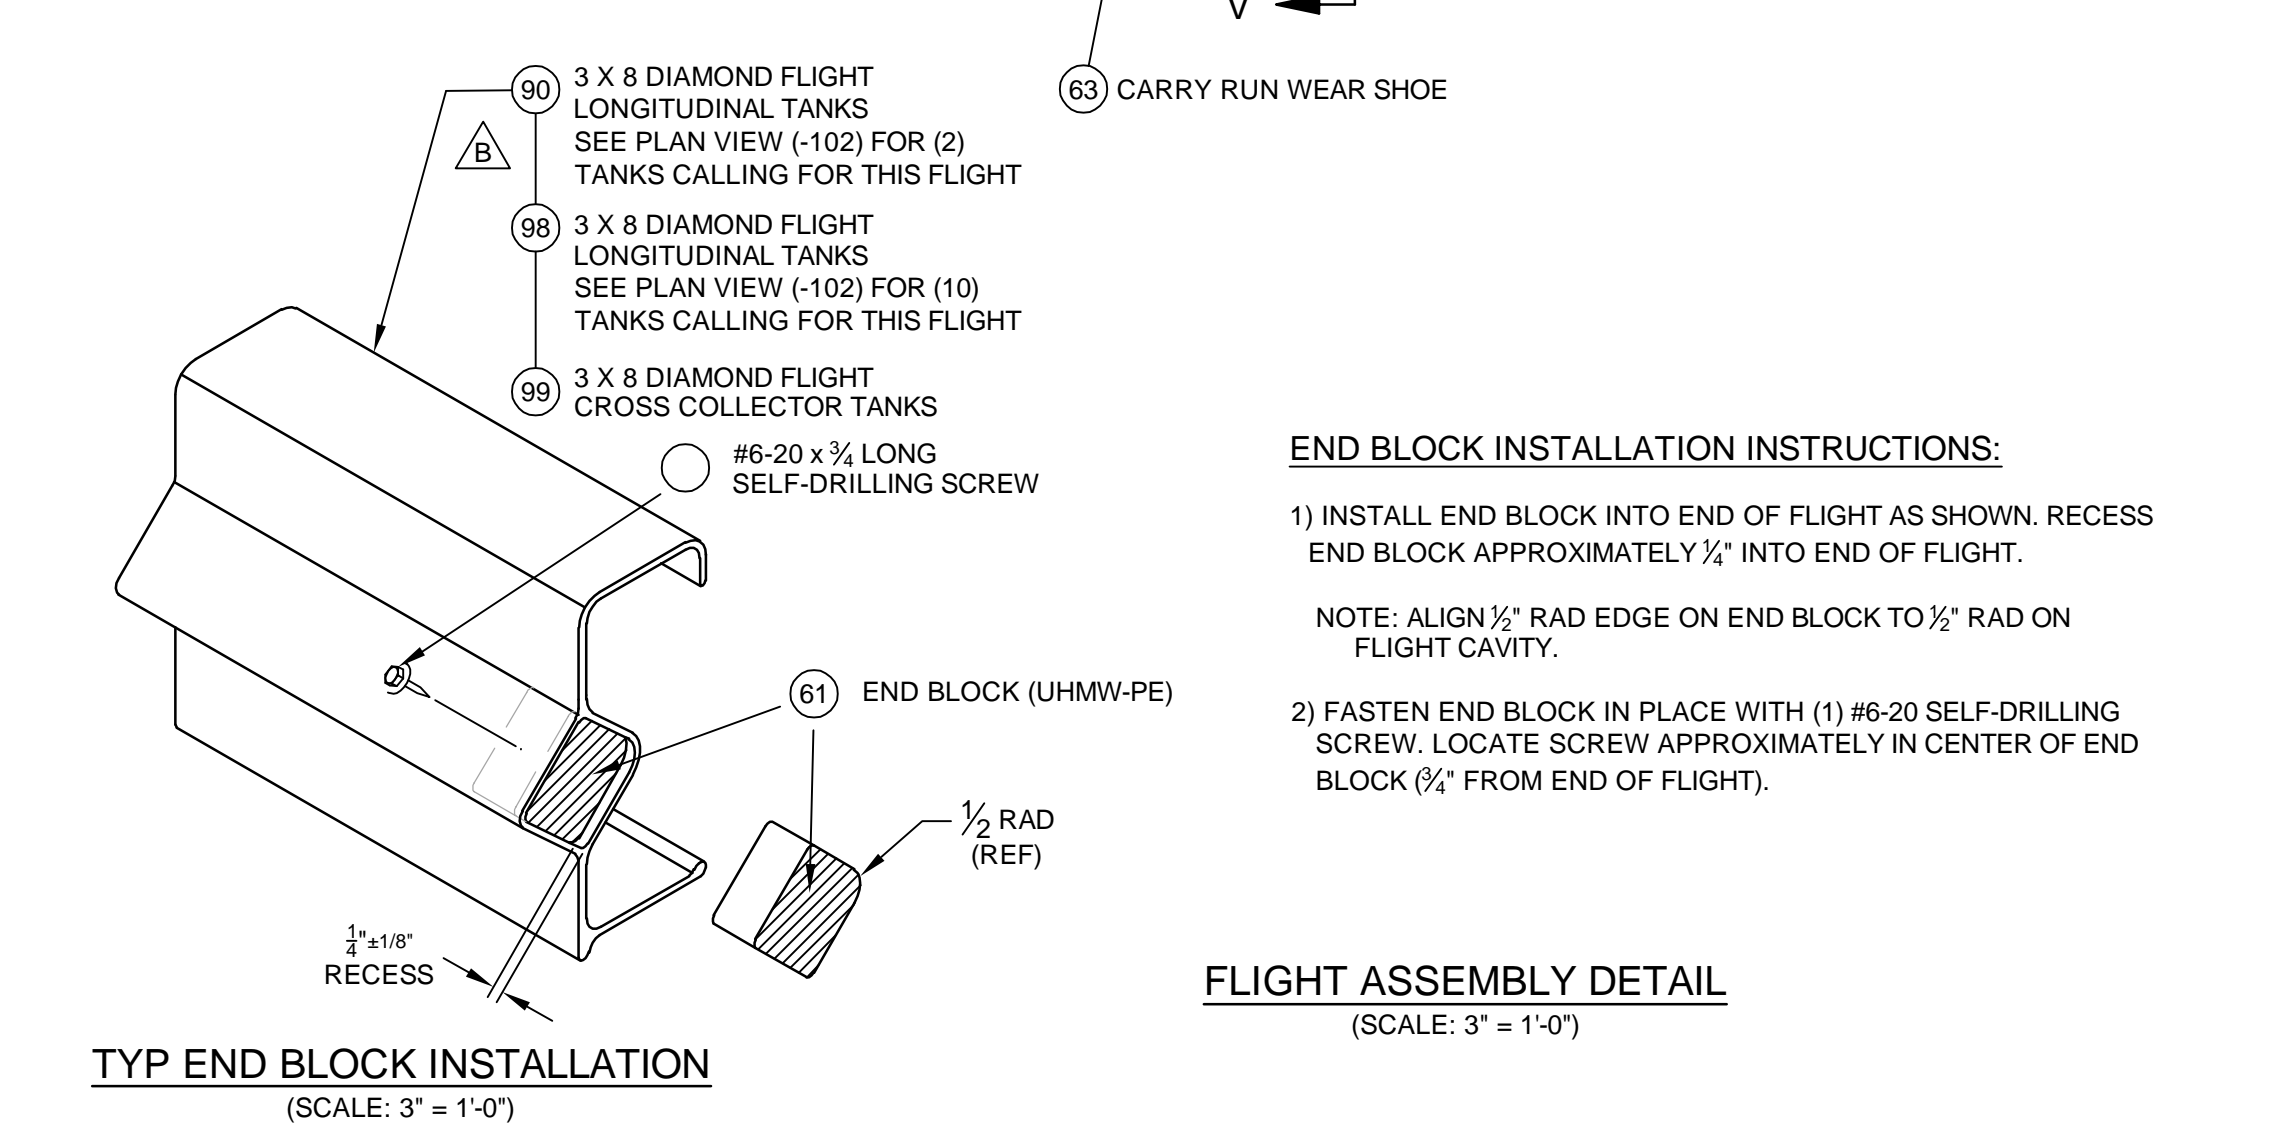 V
90 3 X 8 DIAMOND FLIGHT
LONGITUDINAL TANKS
SEE PLAN VIEW (-102) FOR (2)
TANKS CALLING FOR THIS FLIGHT
B
63 CARRY RUN WEAR SHOE
98 3 X 8 DIAMOND FLIGHT
LONGITUDINAL TANKS
SEE PLAN VIEW (-102) FOR (10)
TANKS CALLING FOR THIS FLIGHT
99 3 X 8 DIAMOND FLIGHT
CROSS COLLECTOR TANKS
#6-20 x 3/4 LONG
SELF-DRILLING SCREW
61 END BLOCK (UHMW-PE)
1/2 RAD
(REF)
1/4"±1/8"
RECESS
TYP END BLOCK INSTALLATION
(SCALE: 3" = 1'-0")
END BLOCK INSTALLATION INSTRUCTIONS:
1) INSTALL END BLOCK INTO END OF FLIGHT AS SHOWN. RECESS
END BLOCK APPROXIMATELY 1/4" INTO END OF FLIGHT.
NOTE: ALIGN 1/2" RAD EDGE ON END BLOCK TO 1/2" RAD ON
FLIGHT CAVITY.
2) FASTEN END BLOCK IN PLACE WITH (1) #6-20 SELF-DRILLING
SCREW. LOCATE SCREW APPROXIMATELY IN CENTER OF END
BLOCK (3/4" FROM END OF FLIGHT).
FLIGHT ASSEMBLY DETAIL
(SCALE: 3" = 1'-0")